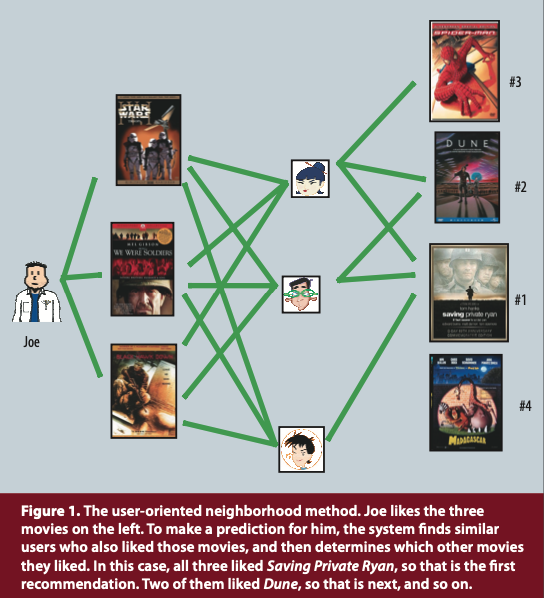 SPIDER-MAN
#3
STAR
WARS
DUNE
#2
MEL GIBSON
WE WERE SOLDIERS
tom hanks
saving private ryan
#1
Joe
BLACK HAWK DOWN
#4
MADAGASCAR
Figure 1. The user-oriented neighborhood method. Joe likes the three
movies on the left. To make a prediction for him, the system finds similar
users who also liked those movies, and then determines which other movies
they liked. In this case, all three liked Saving Private Ryan, so that is the first
recommendation. Two of them liked Dune, so that is next, and so on.